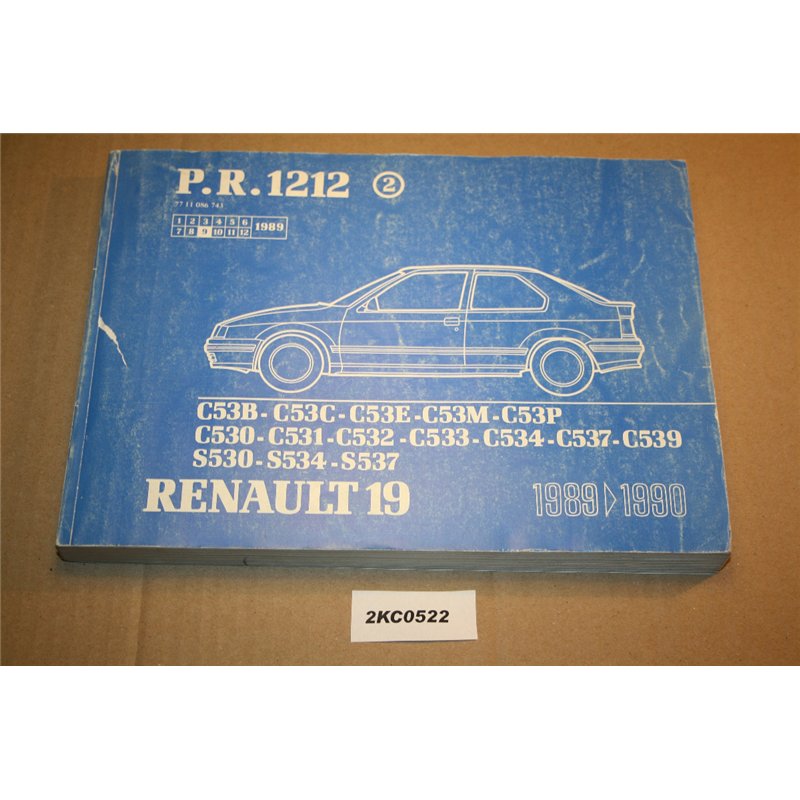 P.R.1212 ②
77 11 086 743
1 2 3 4 5 6
7 8 9 10 11 12
1989
C53B-C53C-C53E-C53M-C53P
C530-C531-C532-C533-C534-C537-C539
S530-S534-S537
RENAULT 19
1989▷1990
2KC0522